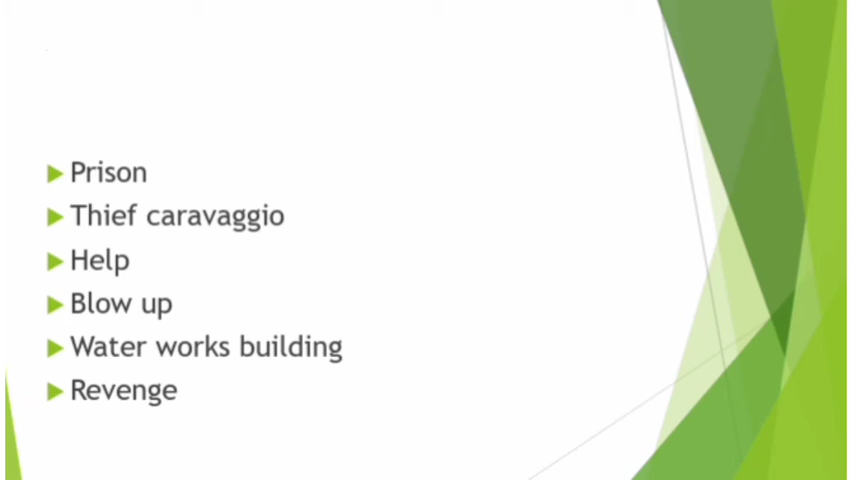 Prison
Thief caravaggio
Help
Blow up
Water works building
Revenge